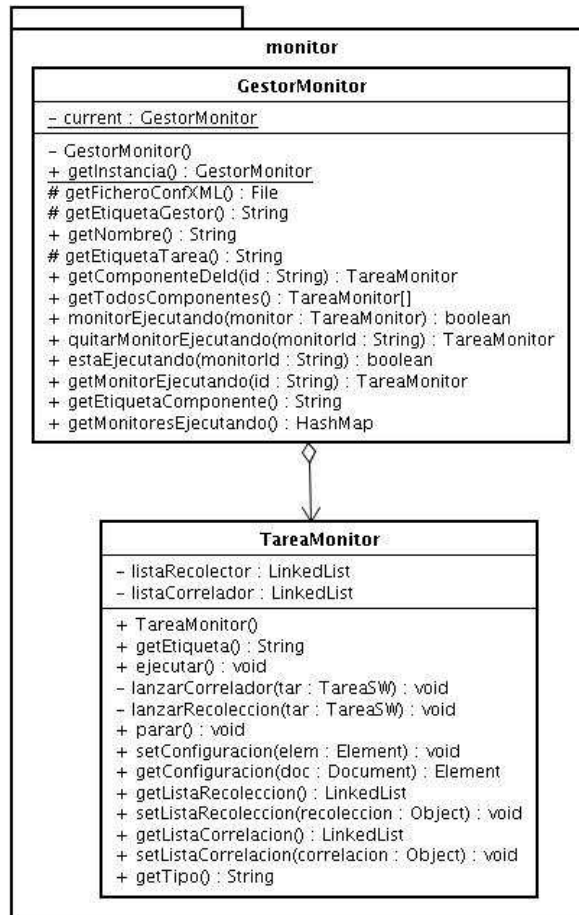 monitor
GestorMonitor
- current : GestorMonitor
- GestorMonitor()
+ getInstancia() : GestorMonitor
# getFicheroConfXML() : File
# getEtiquetaGestor() : String
+ getNombre() : String
# getEtiquetaTarea() : String
+ getComponenteDeId(id : String) : TareaMonitor
+ getTodosComponentes() : TareaMonitor[]
+ monitorEjecutando(monitor : TareaMonitor) : boolean
+ quitarMonitorEjecutando(monitorId : String) : TareaMonitor
+ estaEjecutando(monitorId : String) : boolean
+ getMonitorEjecutando(id : String) : TareaMonitor
+ getEtiquetaComponente() : String
+ getMonitoresEjecutando() : HashMap
TareaMonitor
- listaRecolector : LinkedList
- listaCorrelador : LinkedList
+ TareaMonitor()
+ getEtiqueta() : String
+ ejecutar() : void
- lanzarCorrelador(tar : TareaSW) : void
- lanzarRecoleccion(tar : TareaSW) : void
+ parar() : void
+ setConfiguracion(elem : Element) : void
+ getConfiguracion(doc : Document) : Element
+ getListaRecoleccion() : LinkedList
+ setListaRecoleccion(recoleccion : Object) : void
+ getListaCorrelacion() : LinkedList
+ setListaCorrelacion(correlacion : Object) : void
+ getTipo() : String